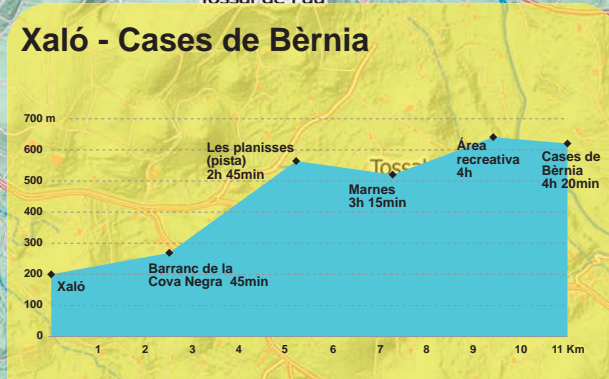 Xaló - Cases de Bèrnia
700 m
600
500
400
300
200
100
0
Les planisses
(pista)
2h 45min
Tossal
Área
recreativa
4h
Cases de
Bèrnia
4h 20min
Marnes
3h 15min
Xaló
Barranc de la
Cova Negra 45min
1 2 3 4 5 6 7 8 9 10 11 Km